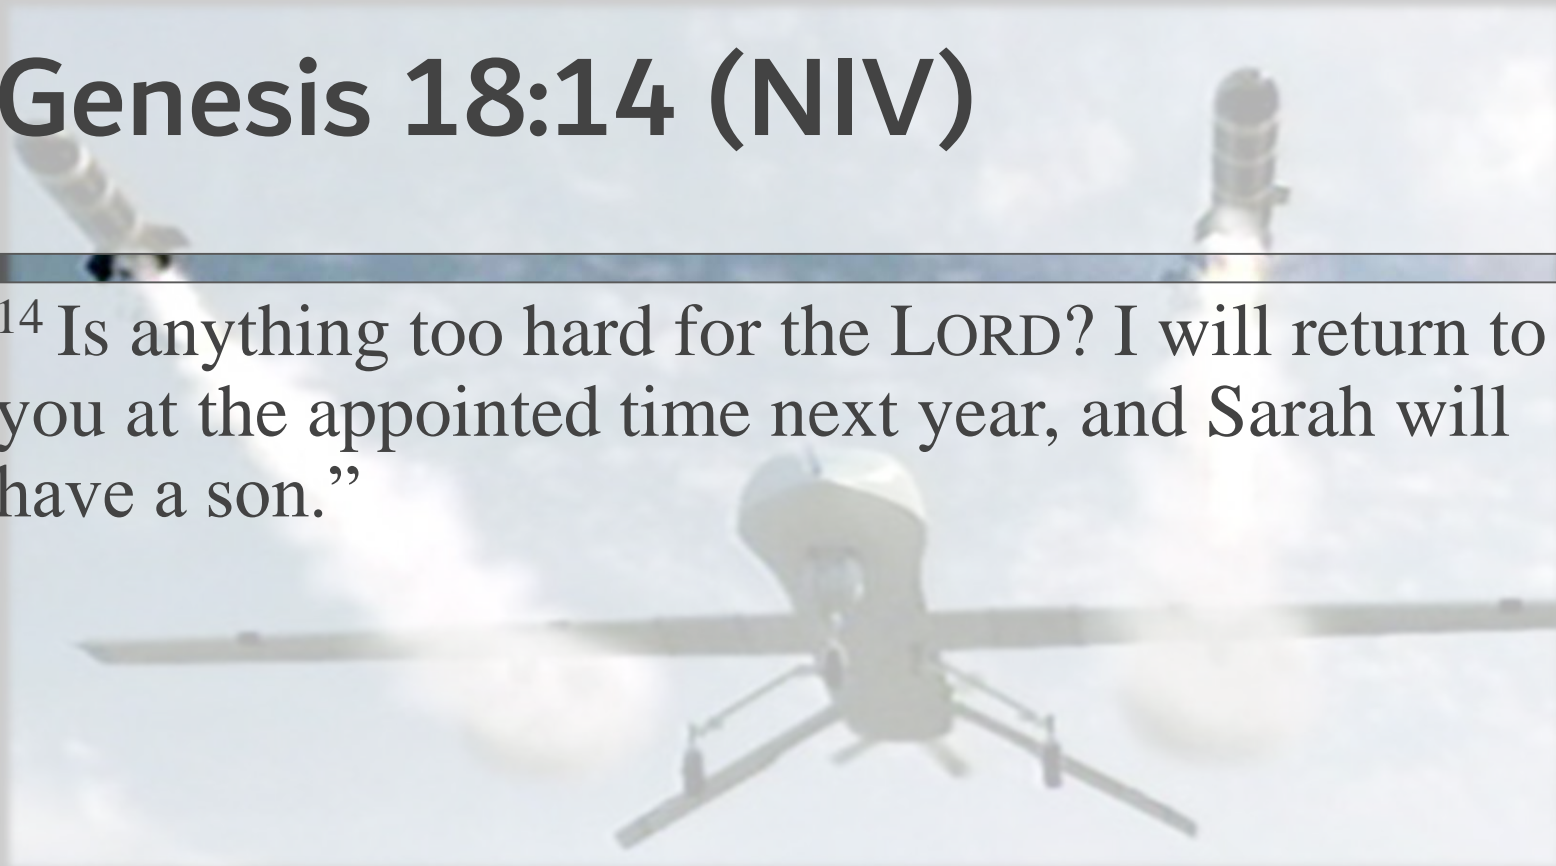 Genesis 18:14 (NIV)
14 Is anything too hard for the LORD? I will return to
you at the appointed time next year, and Sarah will
have a son.”